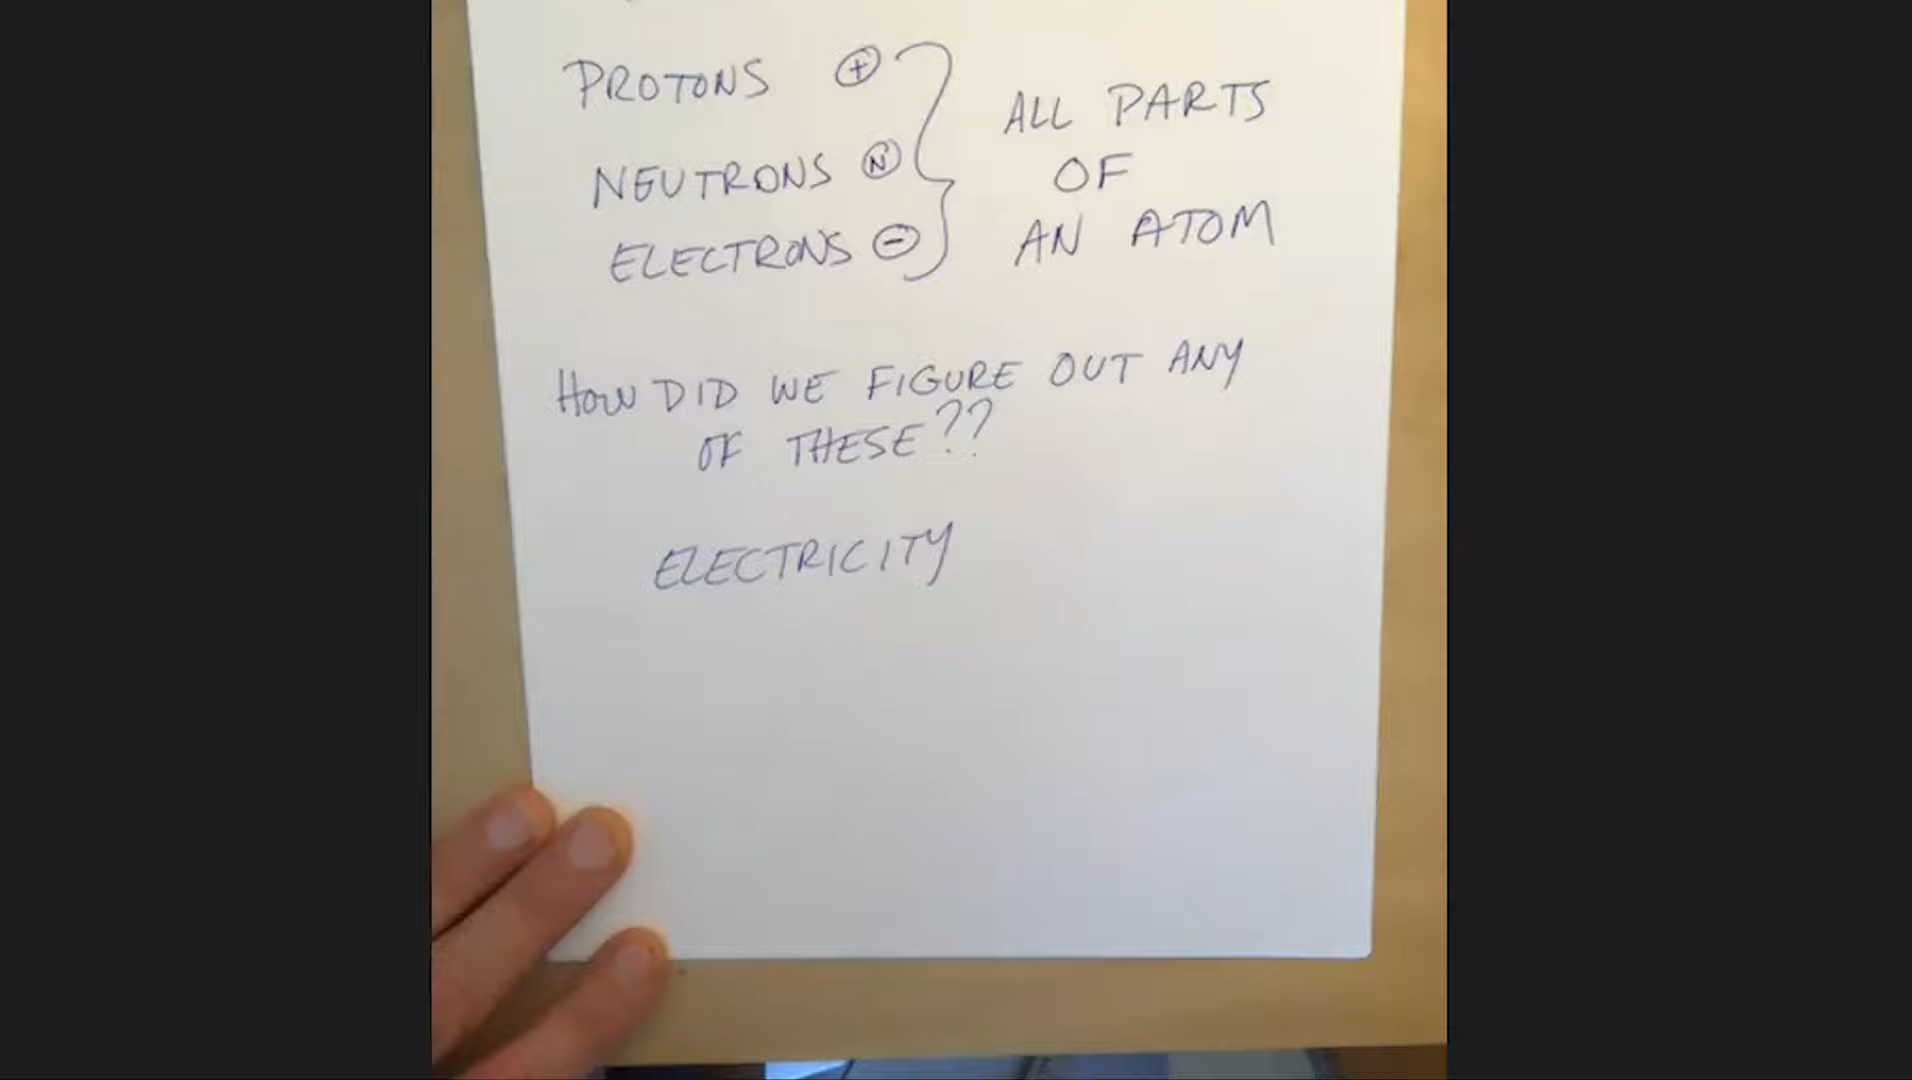 PROTONS +
NEUTRONS N
ELECTRONS -
ALL PARTS
OF
AN ATOM
HOW DID WE FIGURE OUT ANY
OF THESE??
ELECTRICITY